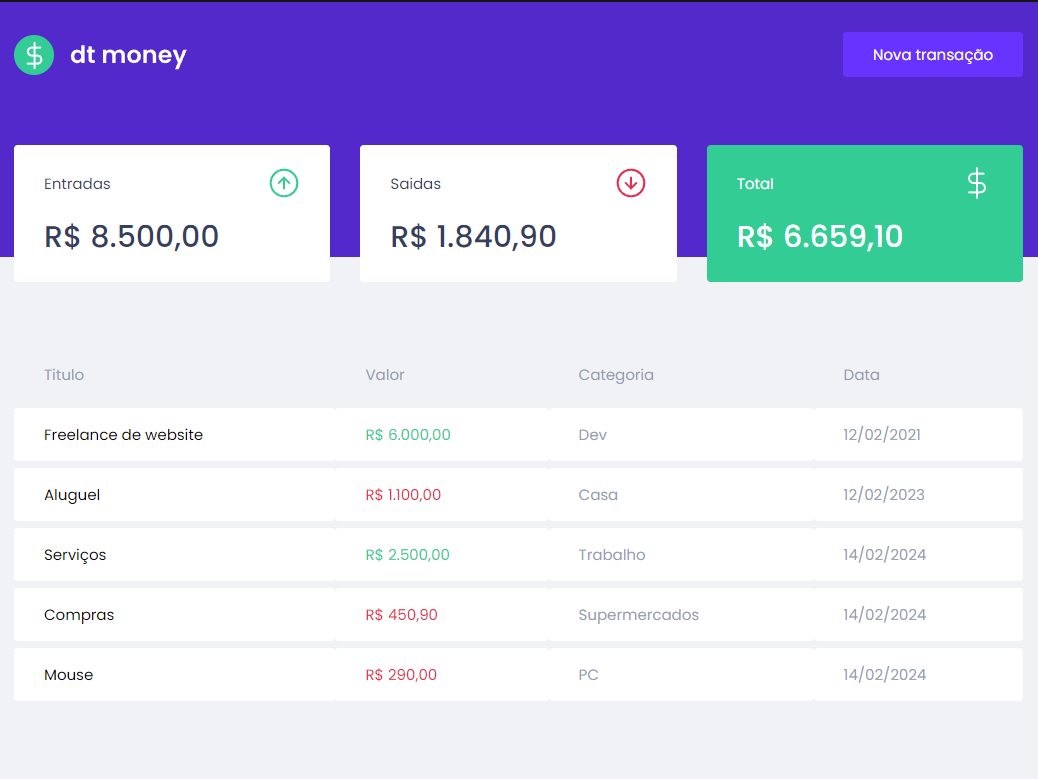 dt money
Nova transação
Entradas
R$ 8.500,00
Saidas
R$ 1.840,90
Total
R$ 6.659,10
Titulo Valor Categoria Data
Freelance de website R$ 6.000,00 Dev 12/02/2021
Aluguel R$ 1.100,00 Casa 12/02/2023
Serviços R$ 2.500,00 Trabalho 14/02/2024
Compras R$ 450,90 Supermercados 14/02/2024
Mouse R$ 290,00 PC 14/02/2024